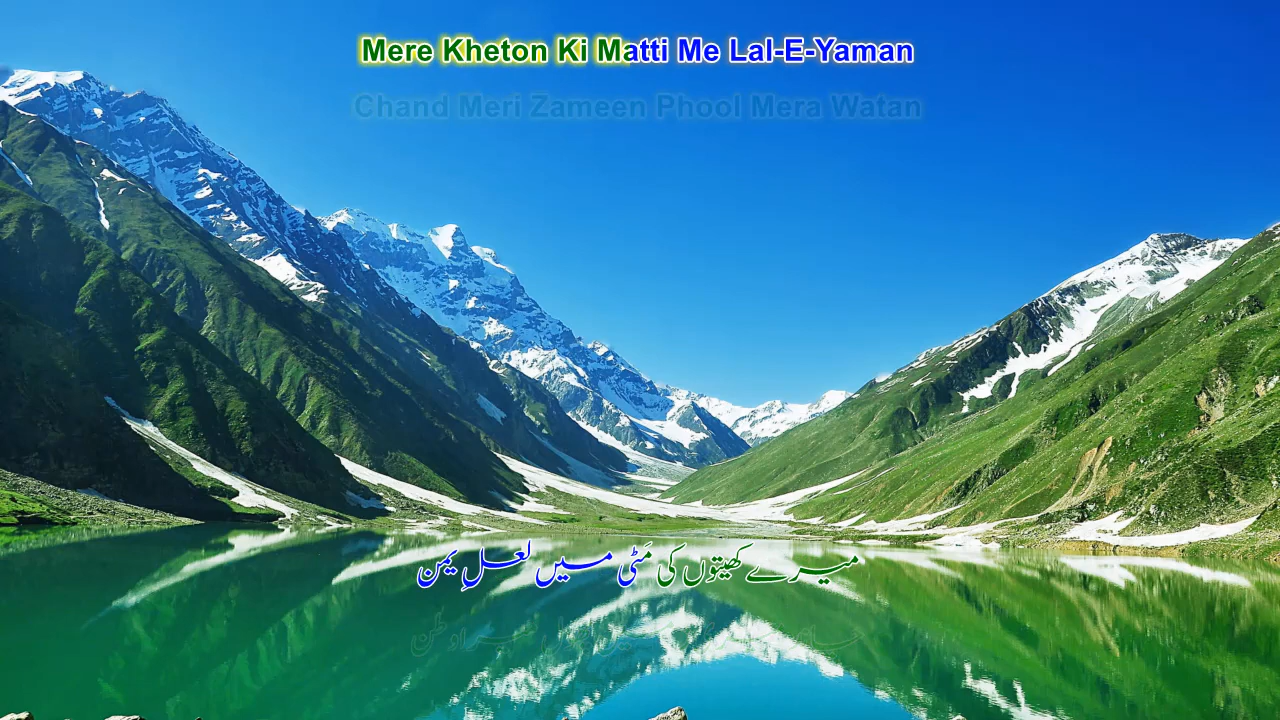 Mere Kheton Ki Matti Me Lal-E-Yaman
Chand Meri Zameen Phool Mera Watan
میرے کھیتوں کی مَٹی میں لعلِ یمن